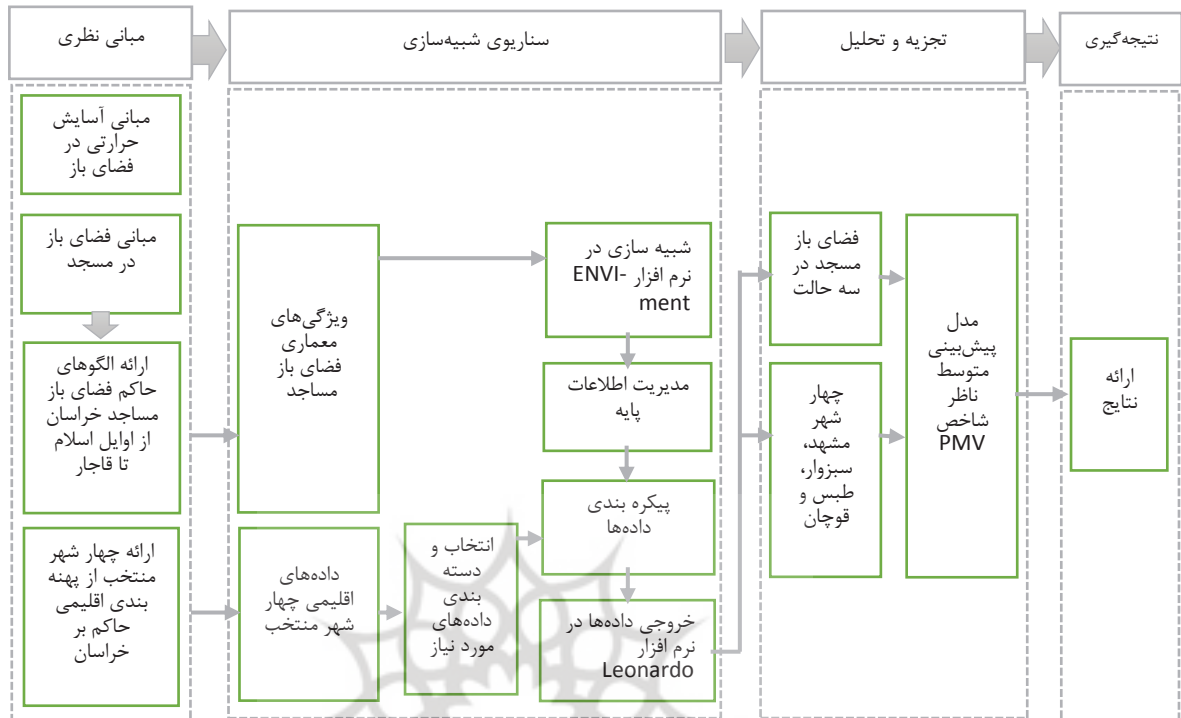 مبانی نظری
سناریوی شبیه‌سازی
تجزیه و تحلیل
نتیجه‌گیری
مبانی آسایش
حرارتی در
فضای باز
مبانی فضای باز
در مسجد
ارائه الگوهای
حاکم فضای باز
مساجد خراسان
از اوایل اسلام
تا قاجار
ارائه چهار شهر
منتخب از پهنه
بندی اقلیمی
حاکم بر
خراسان
ویژگی‌های
معماری
فضای باز
مساجد
داده‌های
اقلیمی چهار
شهر منتخب
انتخاب و
دسته
بندی
داده‌های
مورد نیاز
شبیه سازی در
نرم افزار ENVI-
ment
مدیریت اطلاعات
پایه
پیکره بندی
داده‌ها
خروجی داده‌ها در
نرم افزار
Leonardo
فضای
باز
مسجد در
سه حالت
چهار
شهر
مشهد،
سبزوار،
طبس و
قوچان
مدل
پیش‌بینی
متوسط
ناظر
شاخص
PMV
ارائه
نتایج